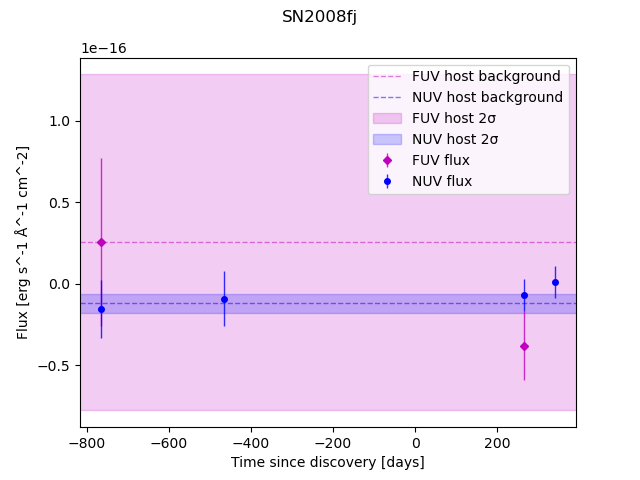 SN2008fj
1e−16
FUV host background
NUV host background
FUV host 2σ
NUV host 2σ
FUV flux
NUV flux
1.0
0.5
0.0
−0.5
Flux [erg s^-1 Å^-1 cm^-2]
−800 −600 −400 −200 0 200
Time since discovery [days]